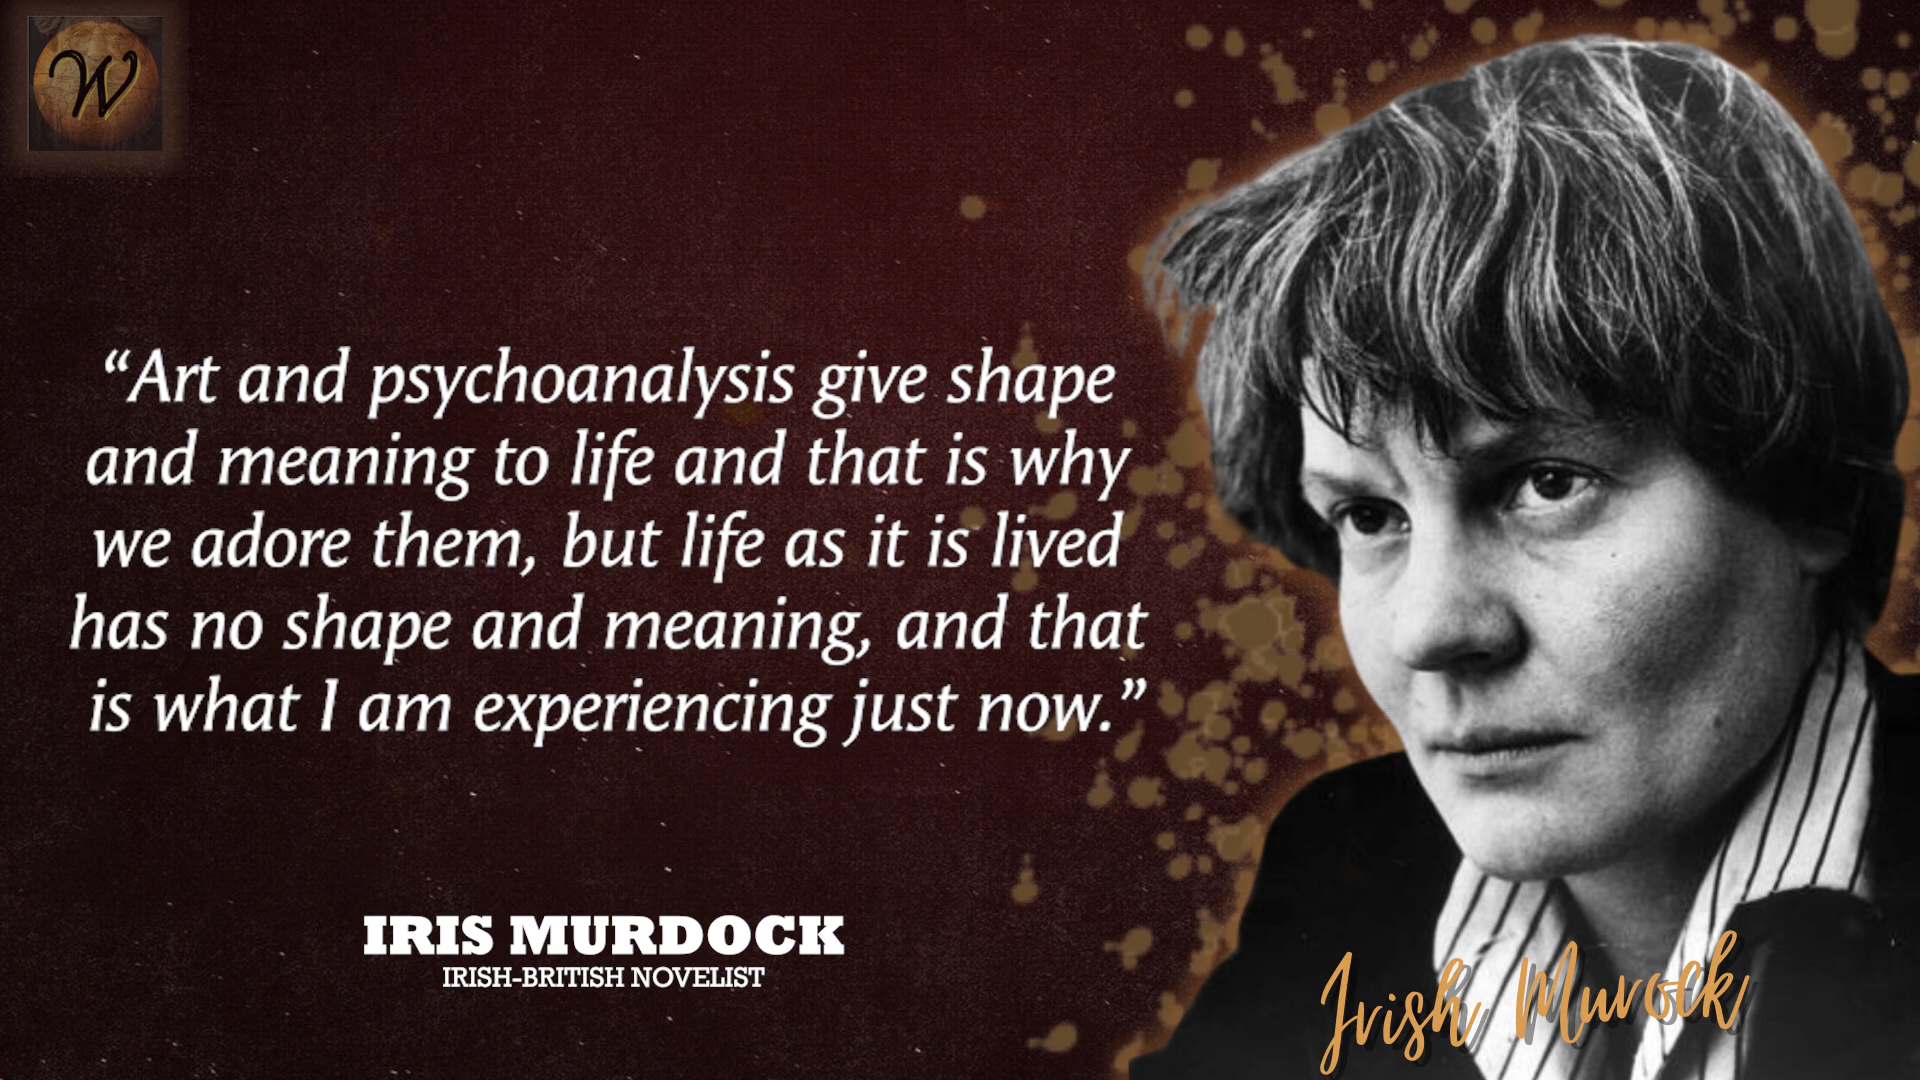 W
“Art and psychoanalysis give shape
and meaning to life and that is why
we adore them, but life as it is lived
has no shape and meaning, and that
is what I am experiencing just now.”
IRIS MURDOCK
IRISH-BRITISH NOVELIST
Irish Murock